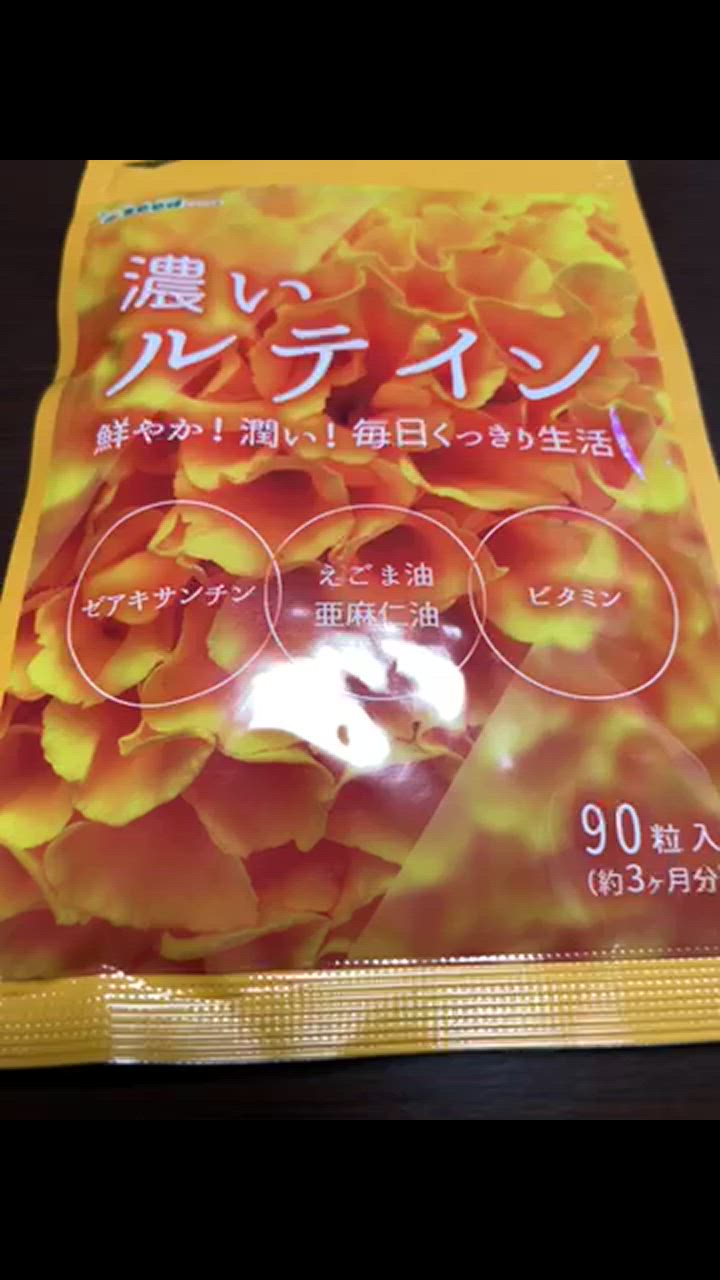 濃い
ルテイン
鮮やか！潤い！毎日くっきり生活
ゼアキサンチン
えごま油
亜麻仁油
ビタミン
90粒入
(約3ヶ月分